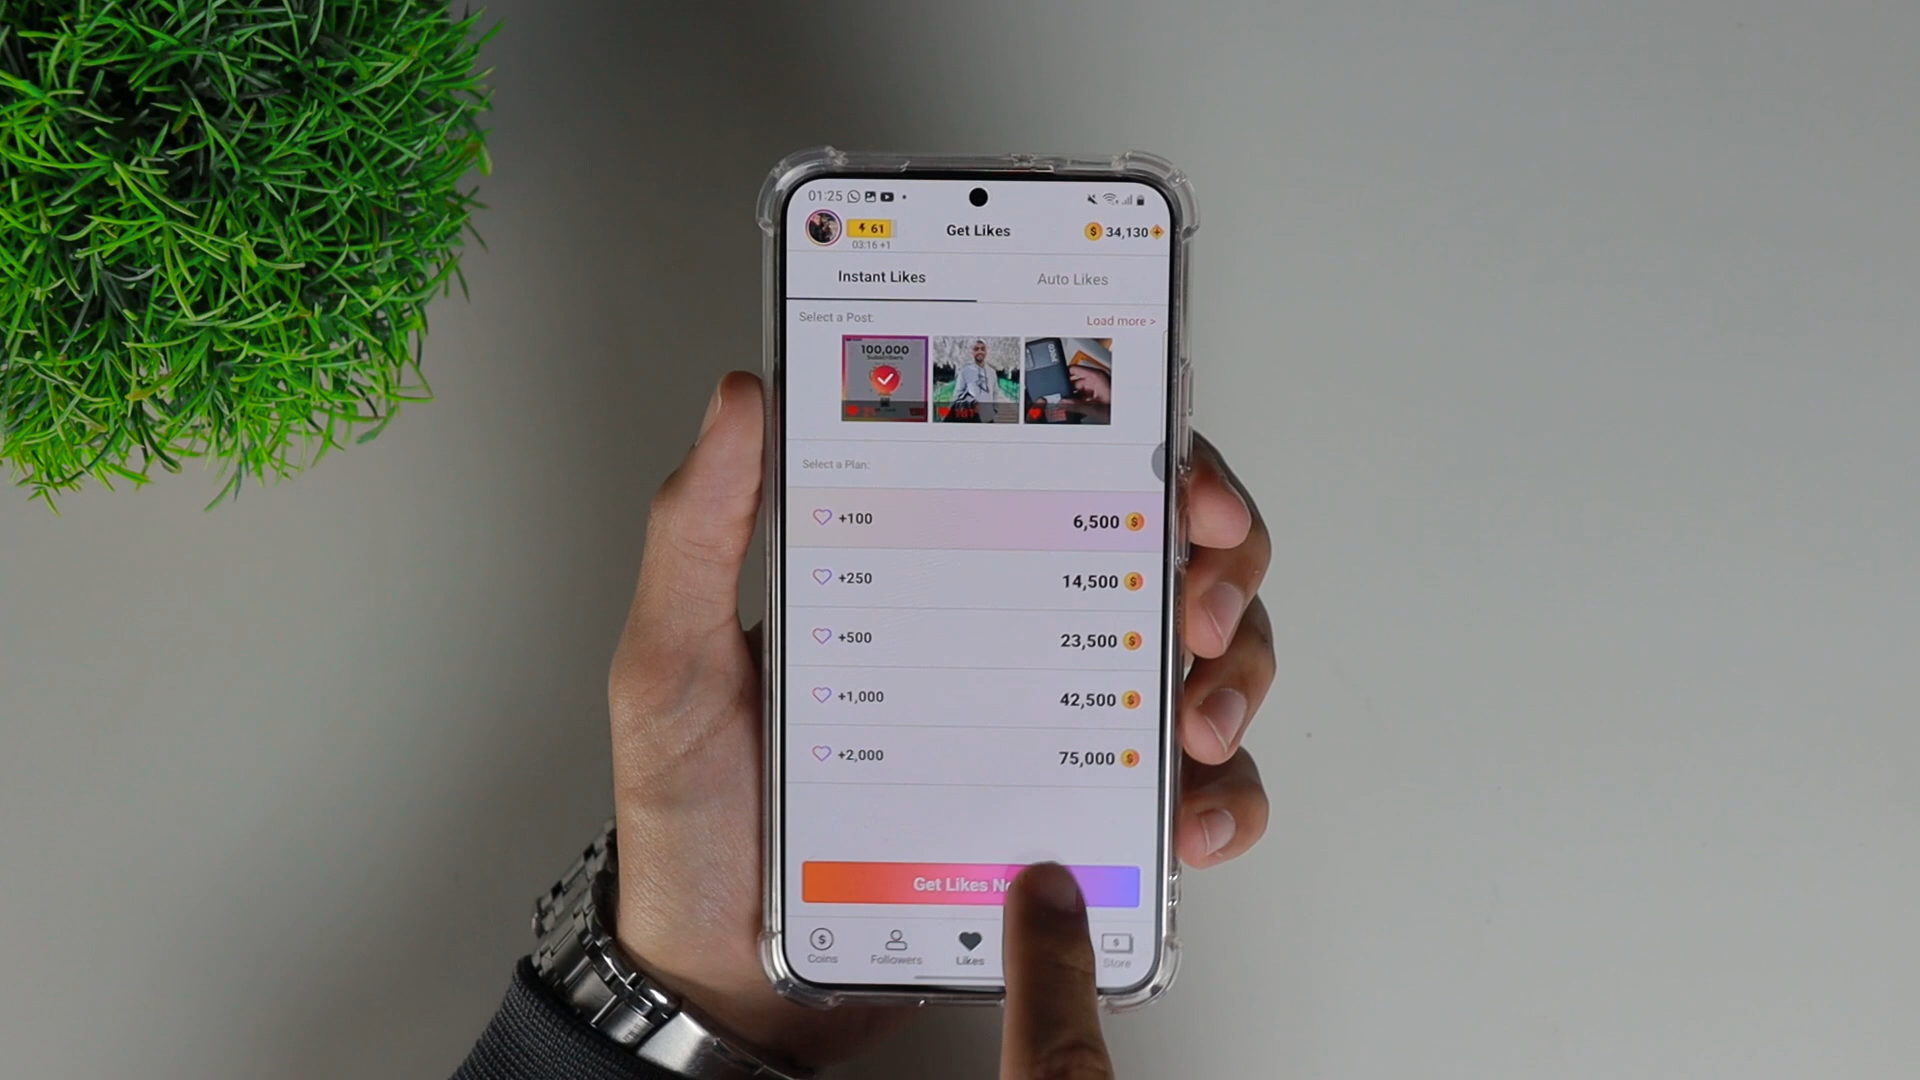 01:25
61
Get Likes
34,130
03:16 +1
Instant Likes
Auto Likes
Select a Post:
Load more >
100,000
Subscribers
181
Select a Plan:
+100
6,500
+250
14,500
+500
23,500
+1,000
42,500
+2,000
75,000
Get Likes
Coins
Followers
Likes
Store